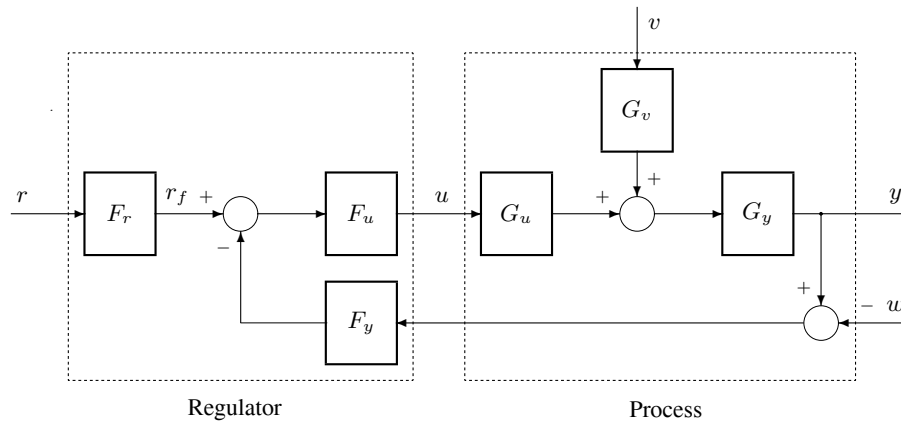 v
G_v
+
r
F_r
r_f
+
−
F_u
u
G_u
+
G_y
y
F_y
+
−
w
Regulator
Process